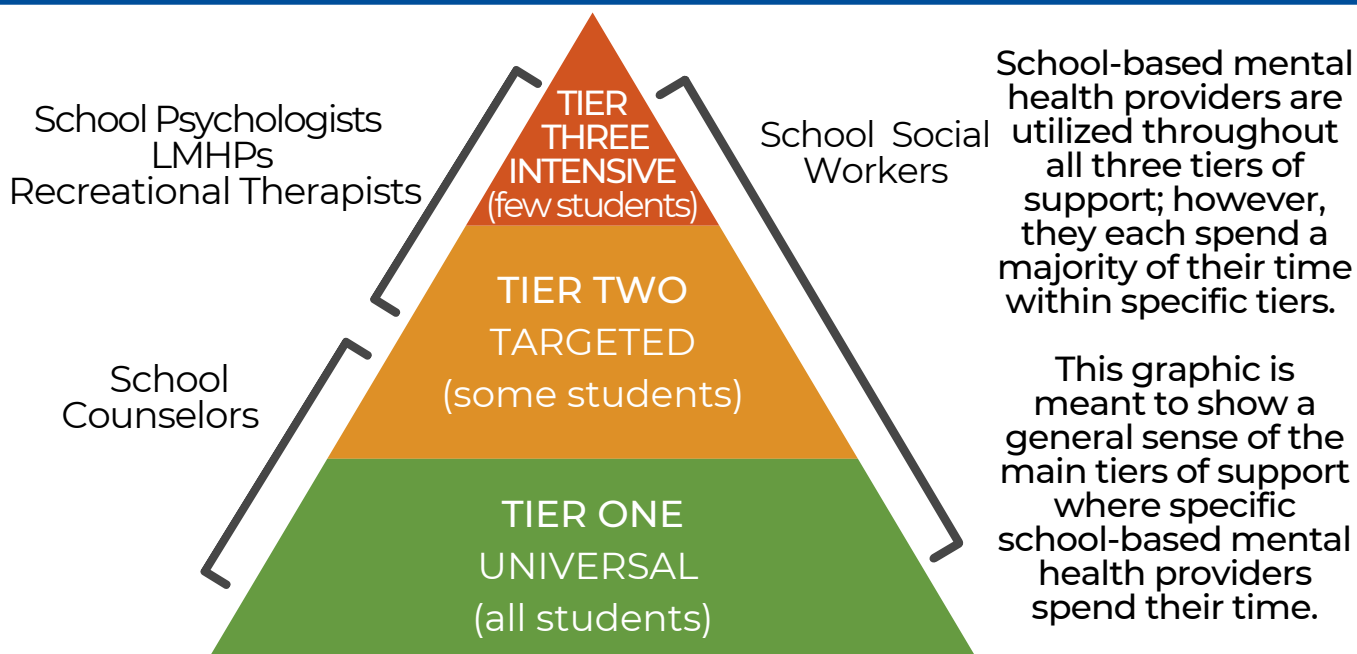 School Psychologists
LMHPs
Recreational Therapists
School
Counselors
TIER
THREE
INTENSIVE
(few students)
TIER TWO
TARGETED
(some students)
TIER ONE
UNIVERSAL
(all students)
School Social
Workers
School-based mental
health providers are
utilized throughout
all three tiers of
support; however,
they each spend a
majority of their time
within specific tiers.
This graphic is
meant to show a
general sense of the
main tiers of support
where specific
school-based mental
health providers
spend their time.